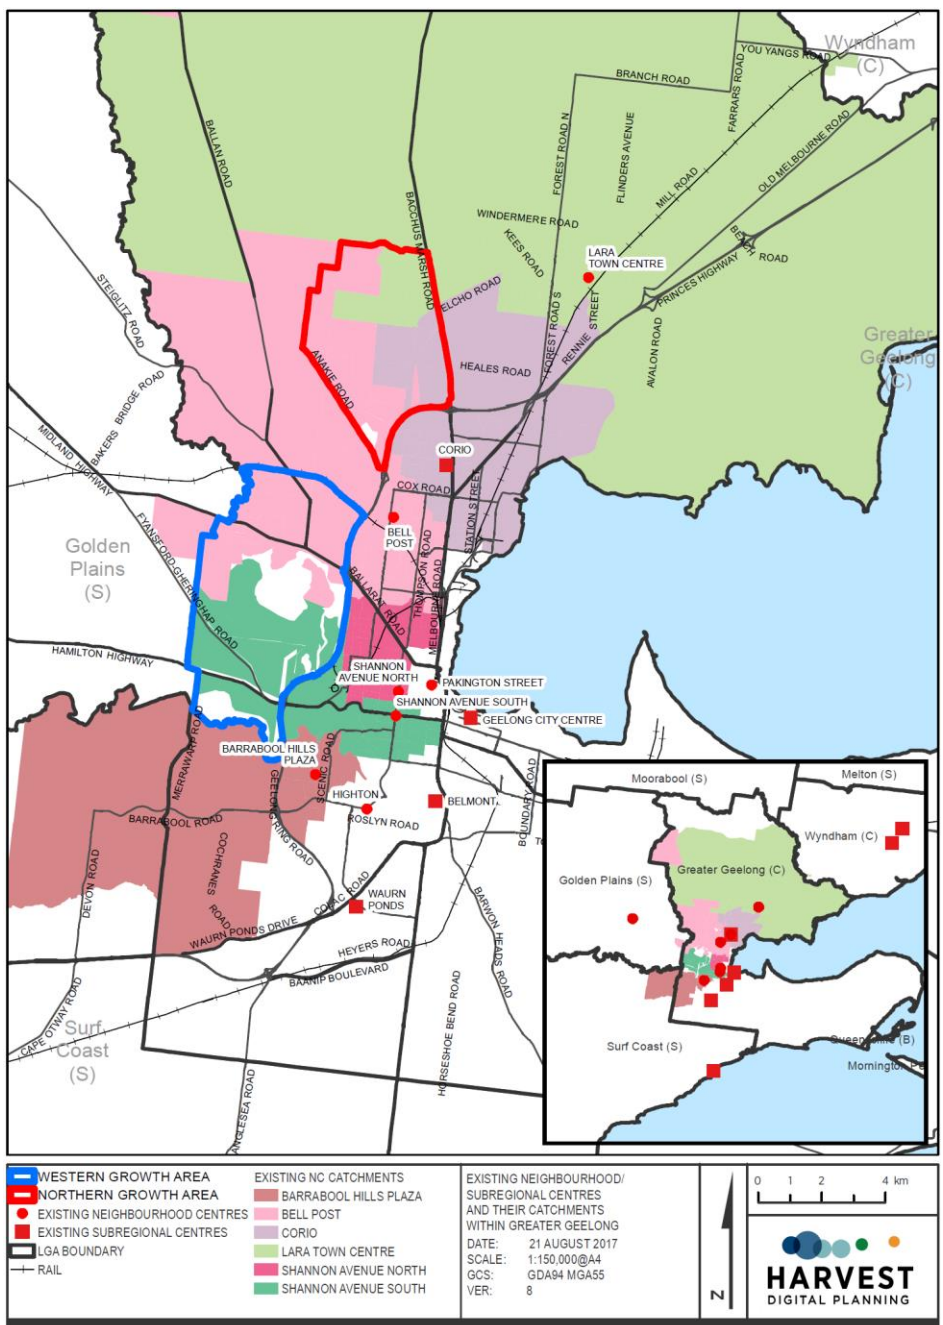 Wyndham
(C)
YOU YANGS ROAD
BRANCH ROAD
FARRARS ROAD
BALLAN ROAD
FOREST ROAD N
FLINDERS AVENUE
OLD MELBOURNE ROAD
MILL ROAD
BACCHUS MARSH ROAD
WINDERMERE ROAD
KEES ROAD
BEACH ROAD
LARA
TOWN CENTRE
PRINCES HIGHWAY
STEIGLITZ ROAD
ELCHO ROAD
FOREST ROAD S
STREET
RENNIE
AVALON ROAD
Greater
Geelong
(C)
ANAKIE ROAD
HEALES ROAD
BAKERS BRIDGE ROAD
MIDLAND HIGHWAY
CORIO
COX ROAD
STATION STREET
FYANSFORD-GHERINGHAP ROAD
BELL
POST
Golden
Plains
(S)
BALLARAT ROAD
THOMPSON ROAD
MELBOURNE ROAD
HAMILTON HIGHWAY
SHANNON
AVENUE NORTH
PAKINGTON STREET
SHANNON AVENUE SOUTH
GEELONG CITY CENTRE
MERRAWARP ROAD
BARRABOOL HILLS
PLAZA
SCENIC ROAD
GEELONG RING ROAD
HIGHTON
BELMONT
BOUNDARY ROAD
BARRABOOL ROAD
ROSLYN ROAD
COCHRANES
ROAD
DEVON ROAD
WAURN
PONDS
COLAC ROAD
WAURN PONDS DRIVE
BARWON HEADS ROAD
HEYERS ROAD
BAANIP BOULEVARD
CAPE OTWAY ROAD
HORSESHOE BEND ROAD
Surf
Coast
(S)
ANGLESEA ROAD
Moorabool (S)
Melton (S)
Wyndham (C)
Greater Geelong (C)
Golden Plains (S)
Surf Coast (S)
Queenscliffe (B)
WESTERN GROWTH AREA
NORTHERN GROWTH AREA
EXISTING NEIGHBOURHOOD CENTRES
EXISTING SUBREGIONAL CENTRES
LGA BOUNDARY
RAIL
EXISTING NC CATCHMENTS
BARRABOOL HILLS PLAZA
BELL POST
CORIO
LARA TOWN CENTRE
SHANNON AVENUE NORTH
SHANNON AVENUE SOUTH
EXISTING NEIGHBOURHOOD/
SUBREGIONAL CENTRES
AND THEIR CATCHMENTS
WITHIN GREATER GEELONG
DATE: 21 AUGUST 2017
SCALE: 1:150,000@A4
GCS: GDA94 MGA55
VER: 8
N
0 1 2 4 km
HARVEST
DIGITAL PLANNING